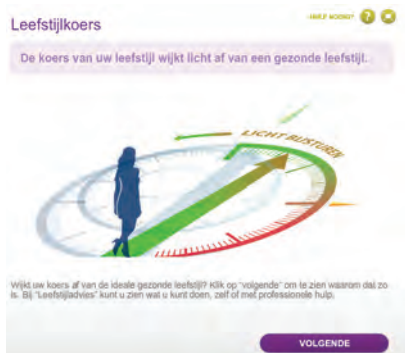 HULP NODIG?
Leefstijlkoers
De koers van uw leefstijl wijkt licht af van een gezonde leefstijl.
LICHT BIJSTUREN
Wijkt uw koers af van de ideale gezonde leefstijl? Klik op "volgende" om te zien waarom dat zo
is. Bij "Leefstijladvies" kunt u zien wat u kunt doen, zelf of met professionele hulp.
VOLGENDE